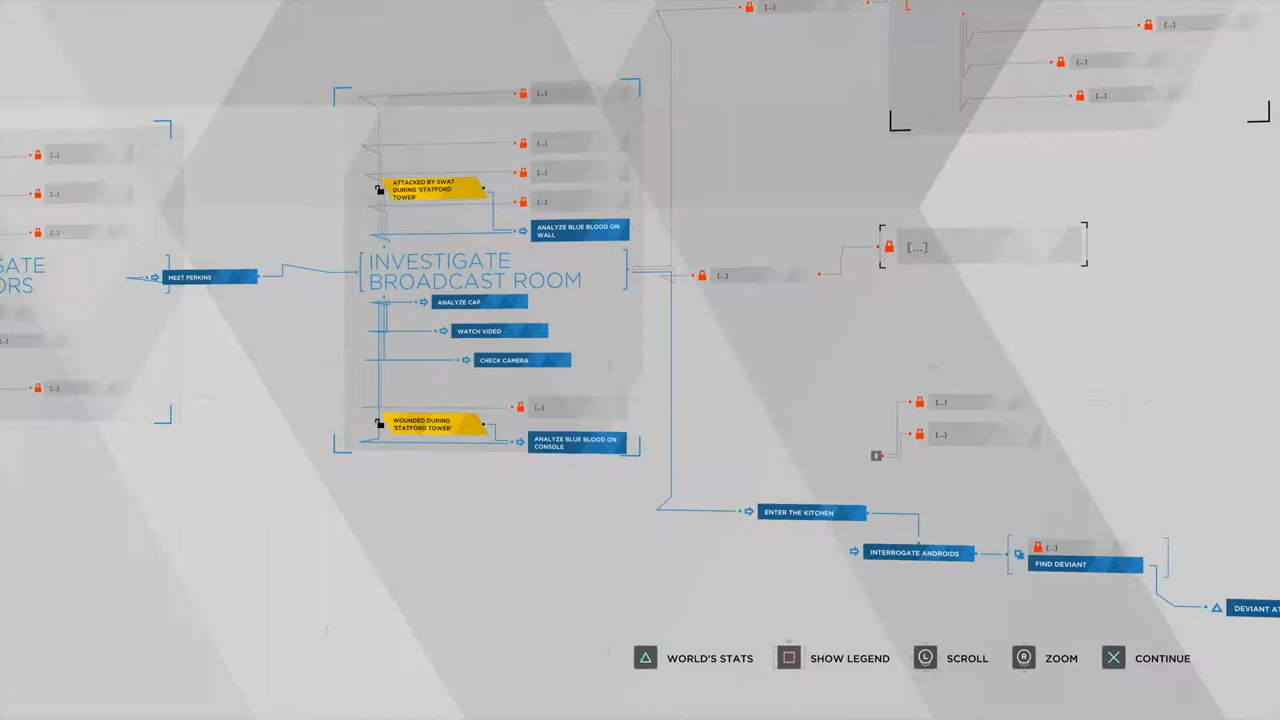 [...]
[...]
[...]
[...]
[...]
[...]
[...]
ATTACKED BY SWAT
DURING 'STATFORD
TOWER'
[...]
ANALYZE BLUE BLOOD ON
WALL
[...]
[...]
GATE
ORS
MEET PERKINS
INVESTIGATE
BROADCAST ROOM
[...]
[...]
ANALYZE CAP
WATCH VIDEO
CHECK CAMERA
[...]
[...]
[...]
WOUNDED DURING
'STATFORD TOWER'
ANALYZE BLUE BLOOD ON
CONSOLE
[...]
[...]
ENTER THE KITCHEN
INTERROGATE ANDROIDS
[...]
FIND DEVIANT
DEVIANT AT
WORLD'S STATS
SHOW LEGEND
L
SCROLL
R
ZOOM
CONTINUE